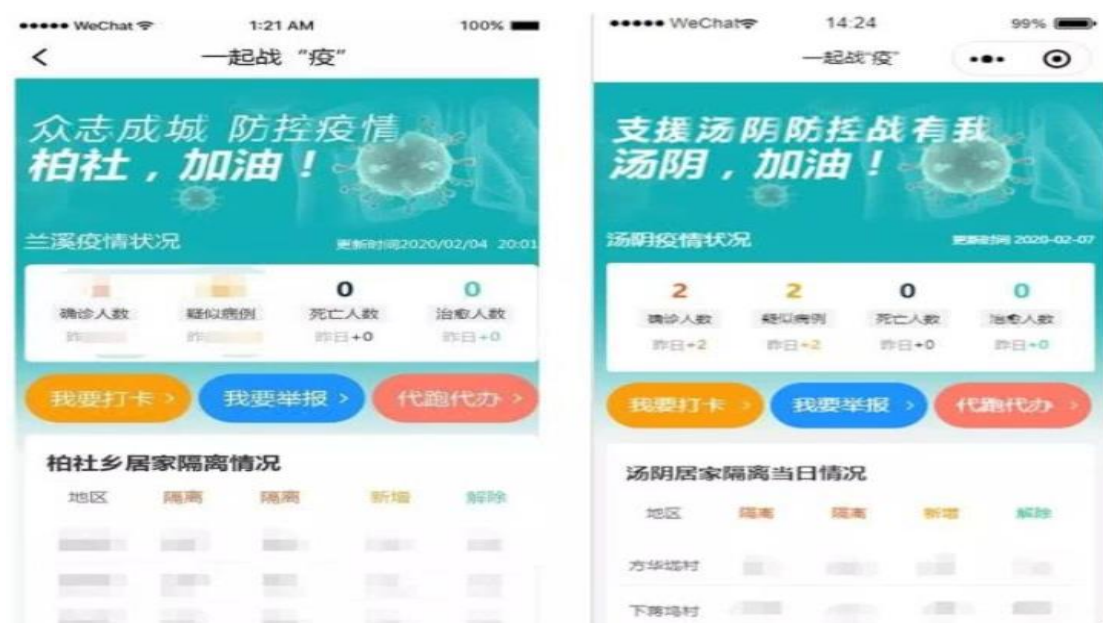 WeChat 1:21 AM 100%
一起战“疫”
众志成城 防控疫情
柏社，加油！
兰溪疫情状况 更新时间2020/02/04 20:01
0 0
确诊人数 疑似病例 死亡人数 治愈人数
昨日+0 昨日+0
我要打卡 > 我要举报 > 代跑代办 >
柏社乡居家隔离情况
地区 隔离 隔离 新增 解除
WeChat 14:24 99%
一起战“疫”
支援汤阴防控战有我
汤阴，加油！
汤阴疫情状况 更新时间 2020-02-07
2 2 0 0
确诊人数 疑似病例 死亡人数 治愈人数
昨日+2 昨日+2 昨日+0 昨日+0
我要打卡 > 我要举报 > 代跑代办 >
汤阴居家隔离当日情况
地区 隔离 隔离 新增 解除